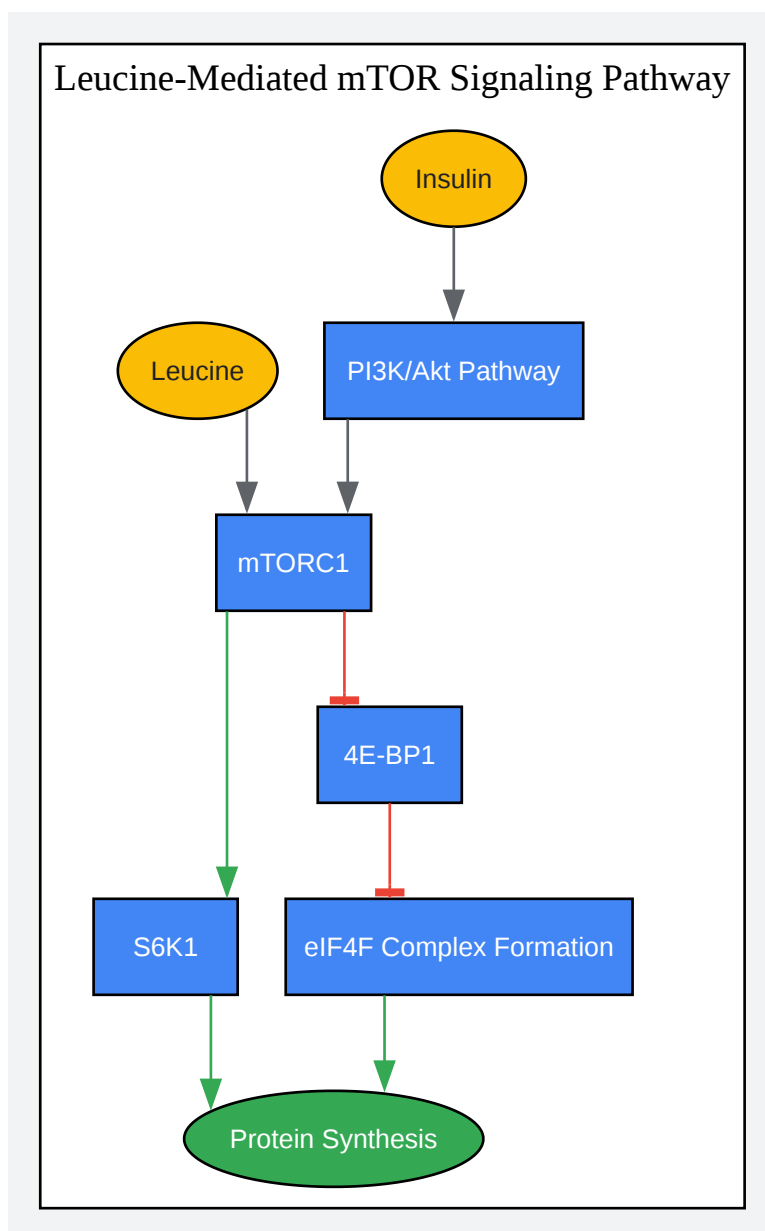 Leucine-Mediated mTOR Signaling Pathway
Insulin
Leucine
PI3K/Akt Pathway
mTORC1
4E-BP1
S6K1
eIF4F Complex Formation
Protein Synthesis